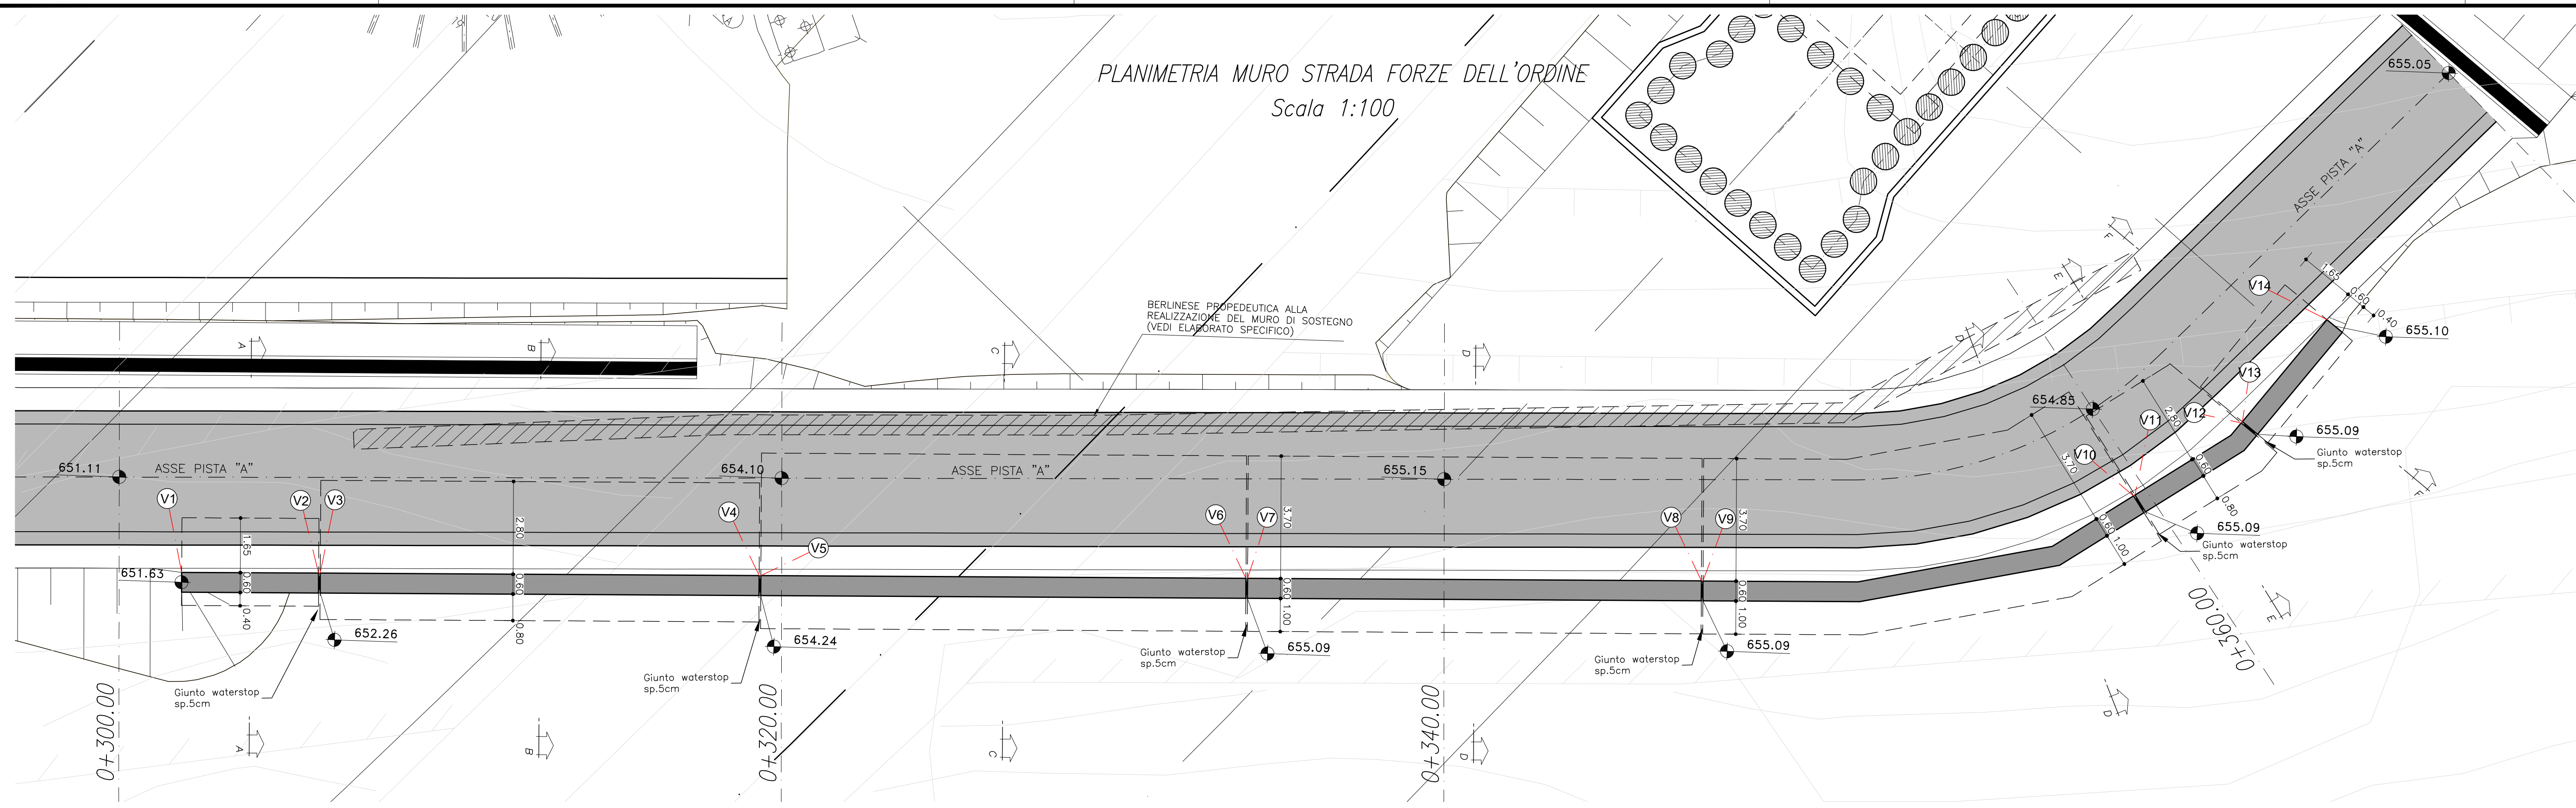 PLANIMETRIA MURO STRADA FORZE DELL'ORDINE
Scala 1:100
655.05
ASSE PISTA "A"
BERLINESE PROPEDEUTICA ALLA
REALIZZAZIONE DEL MURO DI SOSTEGNO
(VEDI ELABORATO SPECIFICO)
A
B
C
D
D
E
F
V14
1.65
0.60
0.40
655.10
V13
V12
V11
V10
654.85
2.80
0.60
0.80
3.70
0.60
1.00
655.09
Giunto waterstop
sp.5cm
655.09
Giunto waterstop
sp.5cm
F
E
D
0+360.00
651.11
ASSE PISTA "A"
654.10
ASSE PISTA "A"
655.15
V1
V2
V3
V4
V5
V6
V7
V8
V9
1.65
0.60
0.40
2.80
0.60
0.80
3.70
0.60
1.00
3.70
0.60
1.00
651.63
652.26
654.24
655.09
655.09
Giunto waterstop
sp.5cm
Giunto waterstop
sp.5cm
Giunto waterstop
sp.5cm
Giunto waterstop
sp.5cm
0+300.00
0+320.00
0+340.00
A
B
C
D